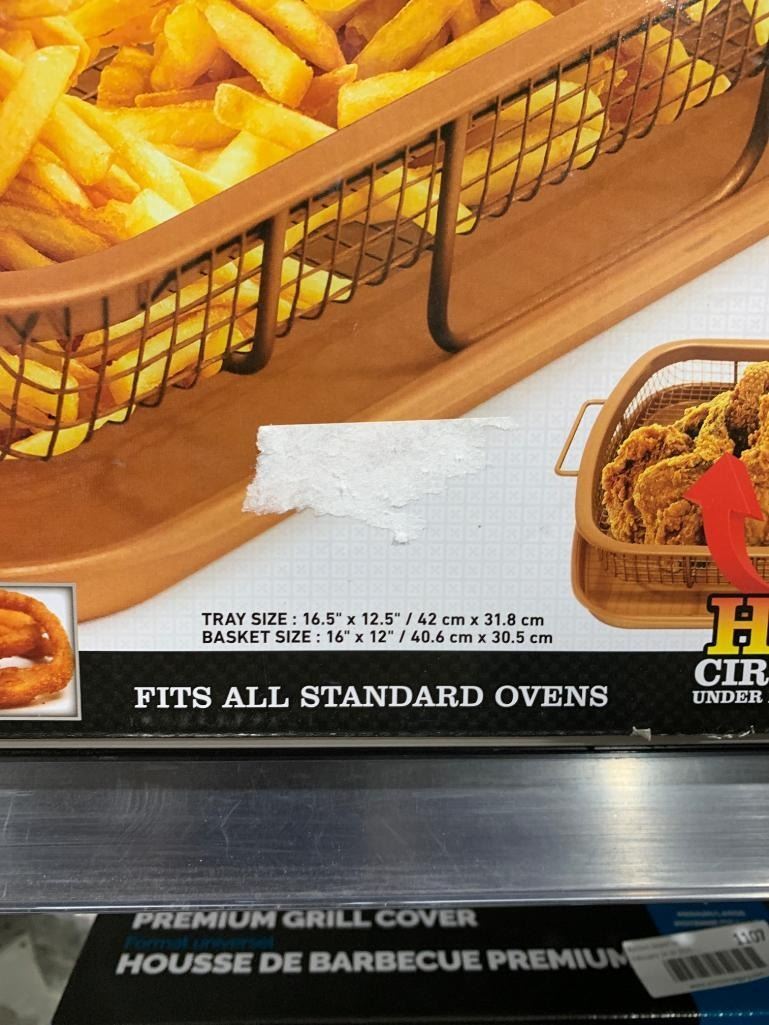 TRAY SIZE : 16.5" x 12.5" / 42 cm x 31.8 cm
BASKET SIZE : 16" x 12" / 40.6 cm x 30.5 cm
FITS ALL STANDARD OVENS
H
CIR
UNDER
PREMIUM GRILL COVER
Format universel
HOUSSE DE BARBECUE PREMIUM
1107